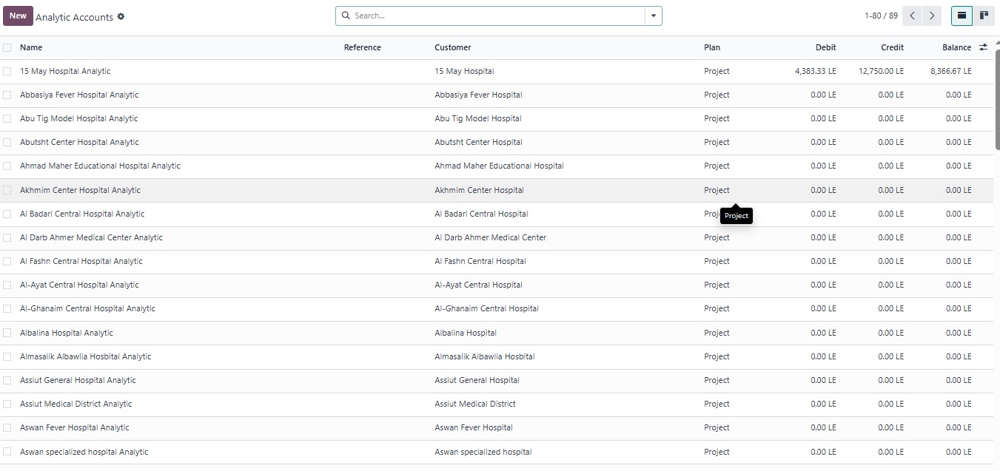 New Analytic Accounts Search... 1-80 / 89
Name Reference Customer Plan Debit Credit Balance
15 May Hospital Analytic 15 May Hospital Project 4,383.33 LE 12,750.00 LE 8,366.67 LE
Abbasiya Fever Hospital Analytic Abbasiya Fever Hospital Project 0.00 LE 0.00 LE 0.00 LE
Abu Tig Model Hospital Analytic Abu Tig Model Hospital Project 0.00 LE 0.00 LE 0.00 LE
Abutsht Center Hospital Analytic Abutsht Center Hospital Project 0.00 LE 0.00 LE 0.00 LE
Ahmad Maher Educational Hospital Analytic Ahmad Maher Educational Hospital Project 0.00 LE 0.00 LE 0.00 LE
Akhmim Center Hospital Analytic Akhmim Center Hospital Project 0.00 LE 0.00 LE 0.00 LE
Al Badari Central Hospital Analytic Al Badari Central Hospital Proj Project 0.00 LE 0.00 LE 0.00 LE
Al Darb Ahmer Medical Center Analytic Al Darb Ahmer Medical Center Project 0.00 LE 0.00 LE 0.00 LE
Al Fashn Central Hospital Analytic Al Fashn Central Hospital Project 0.00 LE 0.00 LE 0.00 LE
Al-Ayat Central Hospital Analytic Al-Ayat Central Hospital Project 0.00 LE 0.00 LE 0.00 LE
Al-Ghanaim Central Hospital Analytic Al-Ghanaim Central Hospital Project 0.00 LE 0.00 LE 0.00 LE
Albalina Hospital Analytic Albalina Hospital Project 0.00 LE 0.00 LE 0.00 LE
Almasalik Albawlia Hosbital Analytic Almasalik Albawlia Hosbital Project 0.00 LE 0.00 LE 0.00 LE
Assiut General Hospital Analytic Assiut General Hospital Project 0.00 LE 0.00 LE 0.00 LE
Assiut Medical District Analytic Assiut Medical District Project 0.00 LE 0.00 LE 0.00 LE
Aswan Fever Hospital Analytic Aswan Fever Hospital Project 0.00 LE 0.00 LE 0.00 LE
Aswan specialized hospital Analytic Aswan specialized hospital Project 0.00 LE 0.00 LE 0.00 LE